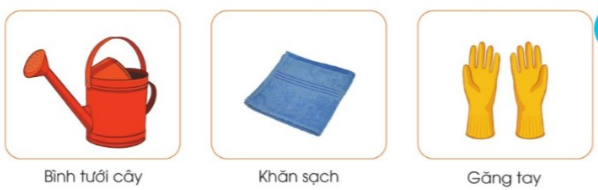 Bình tưới cây
Khăn sạch
Găng tay